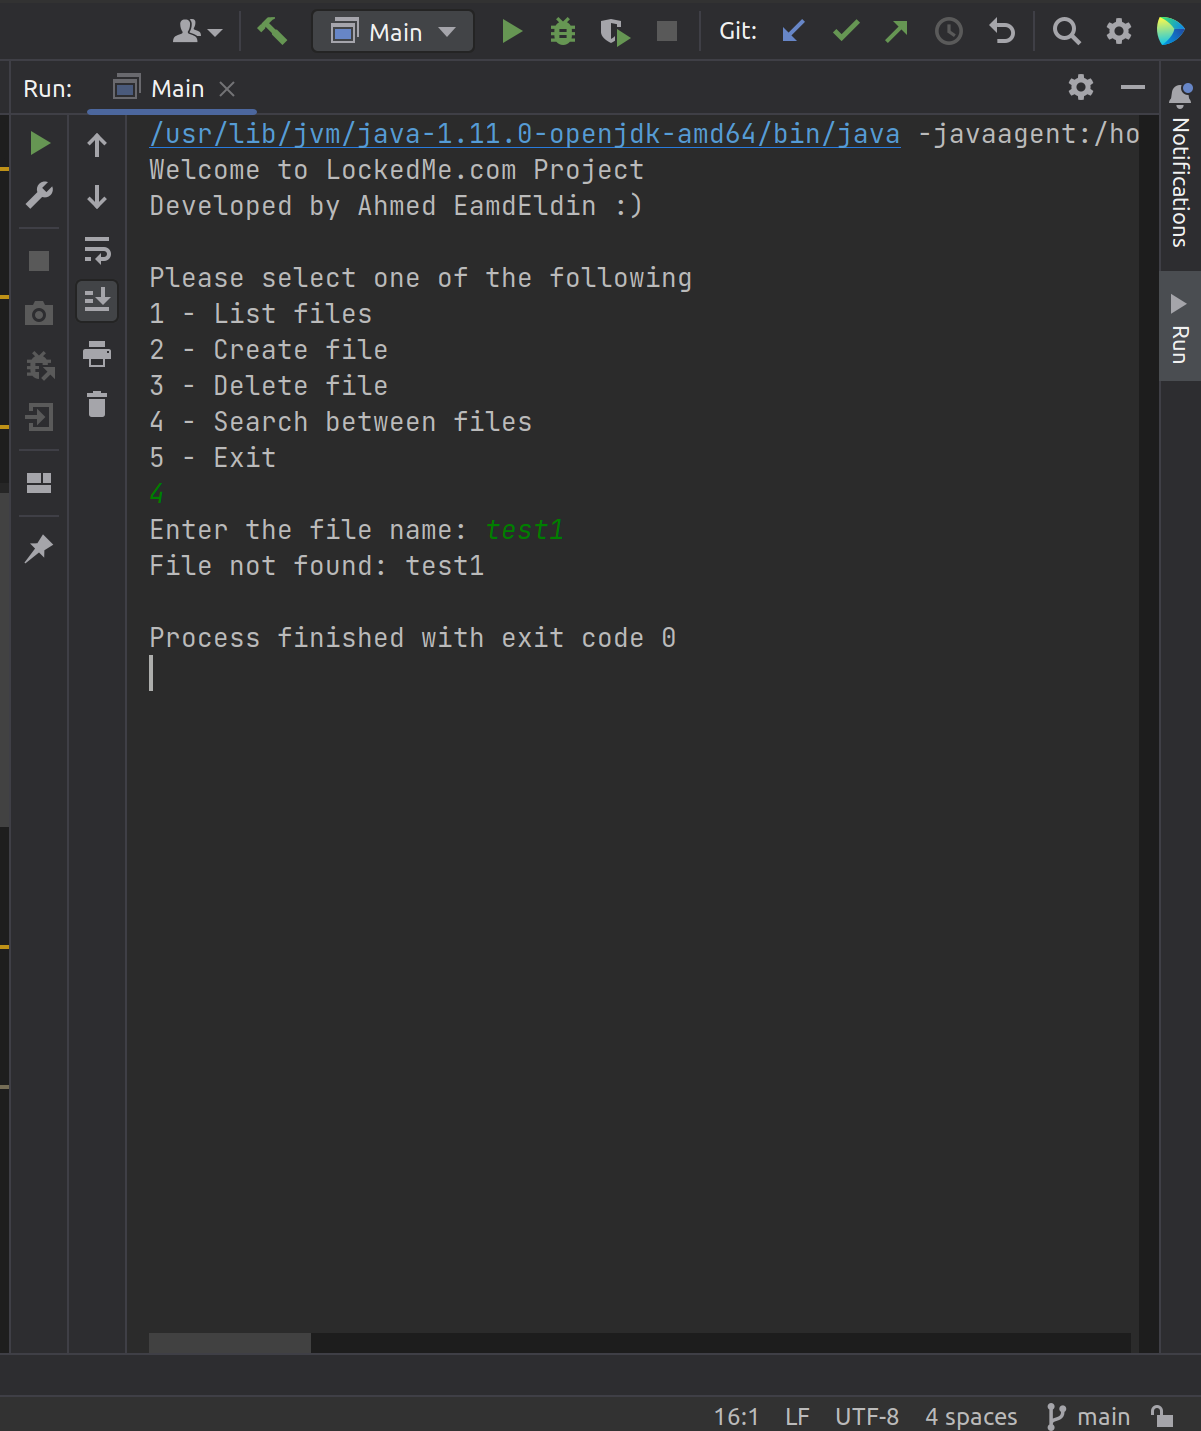 Main
Git:
Run:
Main
/usr/lib/jvm/java-1.11.0-openjdk-amd64/bin/java -javaagent:/ho
Welcome to LockedMe.com Project
Developed by Ahmed EamdEldin :)
Please select one of the following
1 - List files
2 - Create file
3 - Delete file
4 - Search between files
5 - Exit
4
Enter the file name: test1
File not found: test1
Process finished with exit code 0
Notifications
Run
16:1 LF UTF-8 4 spaces main